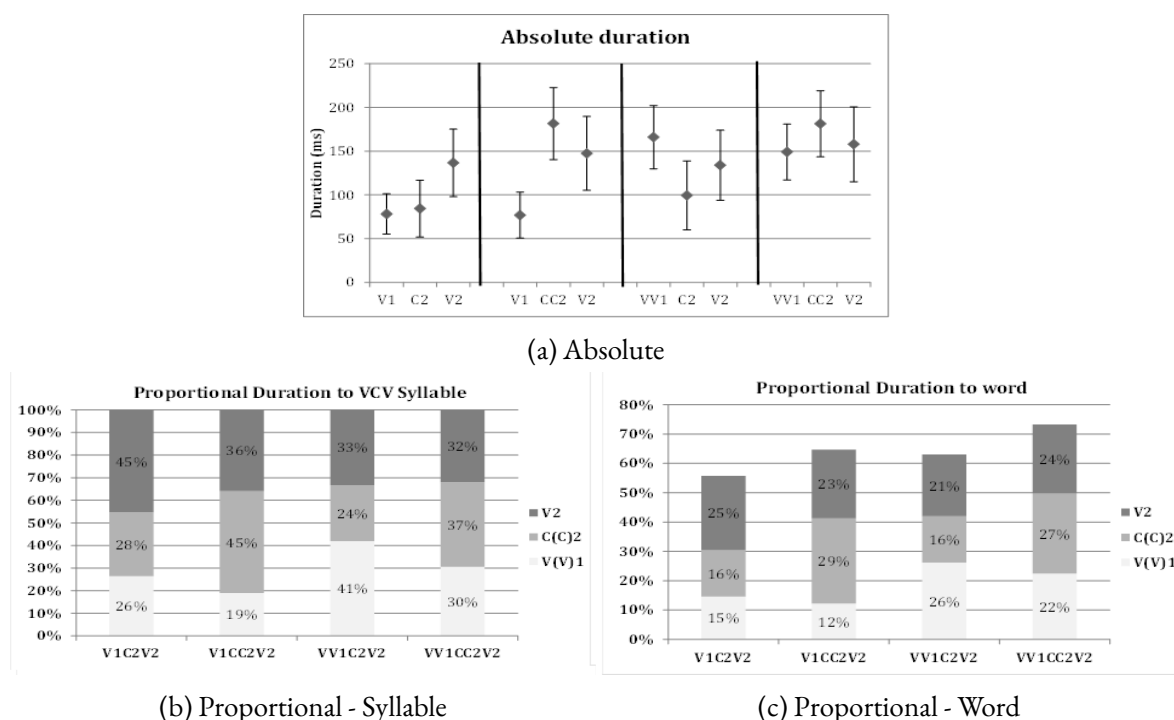 Absolute duration
250
200
150
100
50
0
Duration (ms)
V1 C2 V2 V1 CC2 V2 VV1 C2 V2 VV1 CC2 V2
(a) Absolute
Proportional Duration to VCV Syllable
100%
90%
80%
70%
60%
50%
40%
30%
20%
10%
0%
45% 36% 33% 32%
28% 45% 24% 37%
26% 19% 41% 30%
V2
C(C)2
V(V)1
V1C2V2 V1CC2V2 VV1C2V2 VV1CC2V2
(b) Proportional - Syllable
Proportional Duration to word
80%
70%
60%
50%
40%
30%
20%
10%
0%
25% 23% 21% 24%
16% 29% 16% 27%
15% 12% 26% 22%
V2
C(C)2
V(V)1
V1C2V2 V1CC2V2 VV1C2V2 VV1CC2V2
(c) Proportional - Word